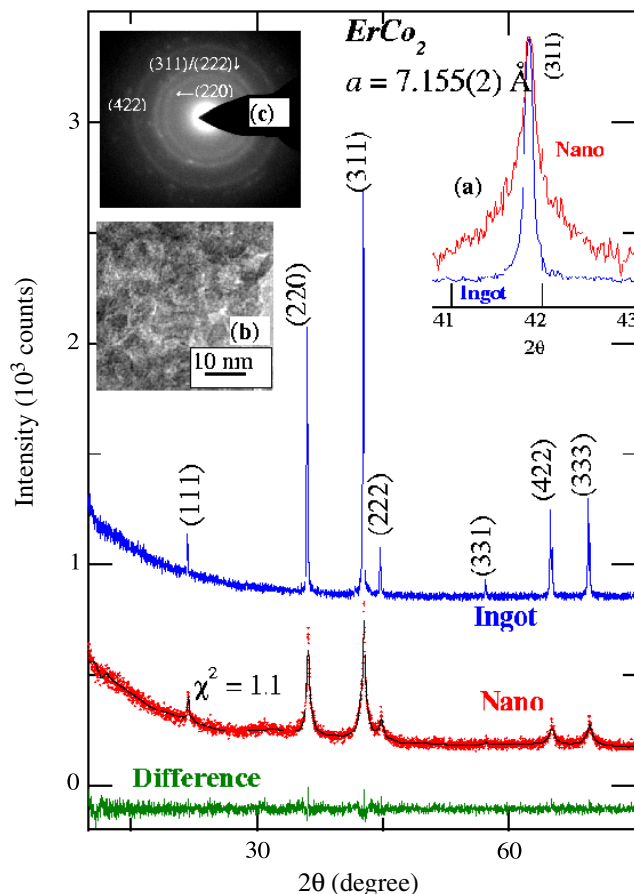 ErCo₂
a = 7.155(2) Å
(311)/(222)↓
←(220)
(422)
(c)
(b)
10 nm
(311)
Nano
(a)
Ingot
41 42 43
2θ
3
2
1
0
Intensity (10³ counts)
(111)
(220)
(311)
(222)
(331)
(422)
(333)
Ingot
χ² = 1.1
Nano
Difference
30 60
2θ (degree)